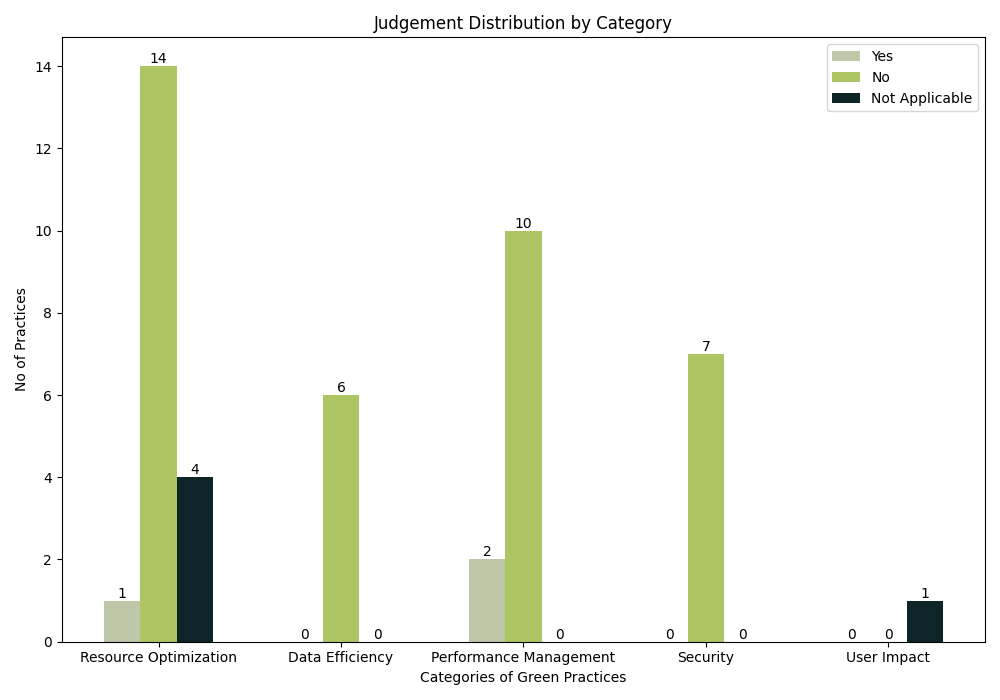 Judgement Distribution by Category
Yes
No
Not Applicable
No of Practices
14
12
10
8
6
4
2
0
1
14
4
0
6
0
2
10
0
0
7
0
0
0
1
Resource Optimization
Data Efficiency
Performance Management
Security
User Impact
Categories of Green Practices